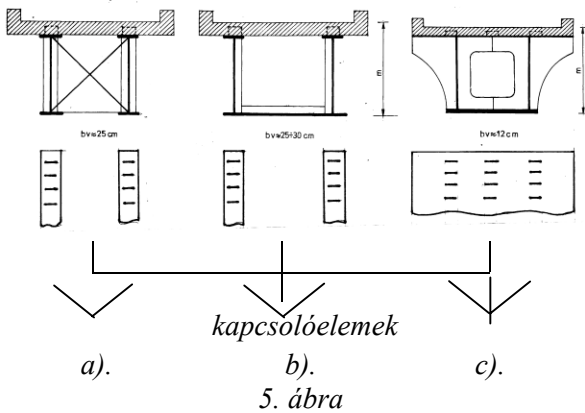 m
m
bv≈25 cm
bv≈25÷30 cm
bv≈12 cm
kapcsolóelemek
a). b). c).
5. ábra